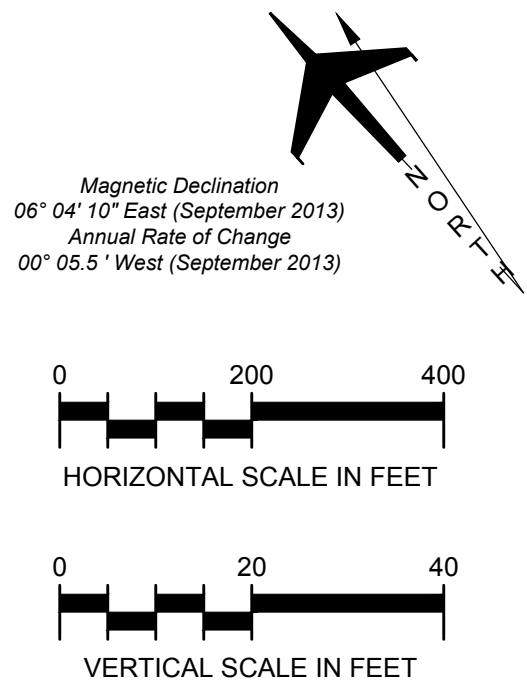 NORTH
Magnetic Declination
06° 04' 10" East (September 2013)
Annual Rate of Change
00° 05.5 ' West (September 2013)
0 200 400
HORIZONTAL SCALE IN FEET
0 20 40
VERTICAL SCALE IN FEET